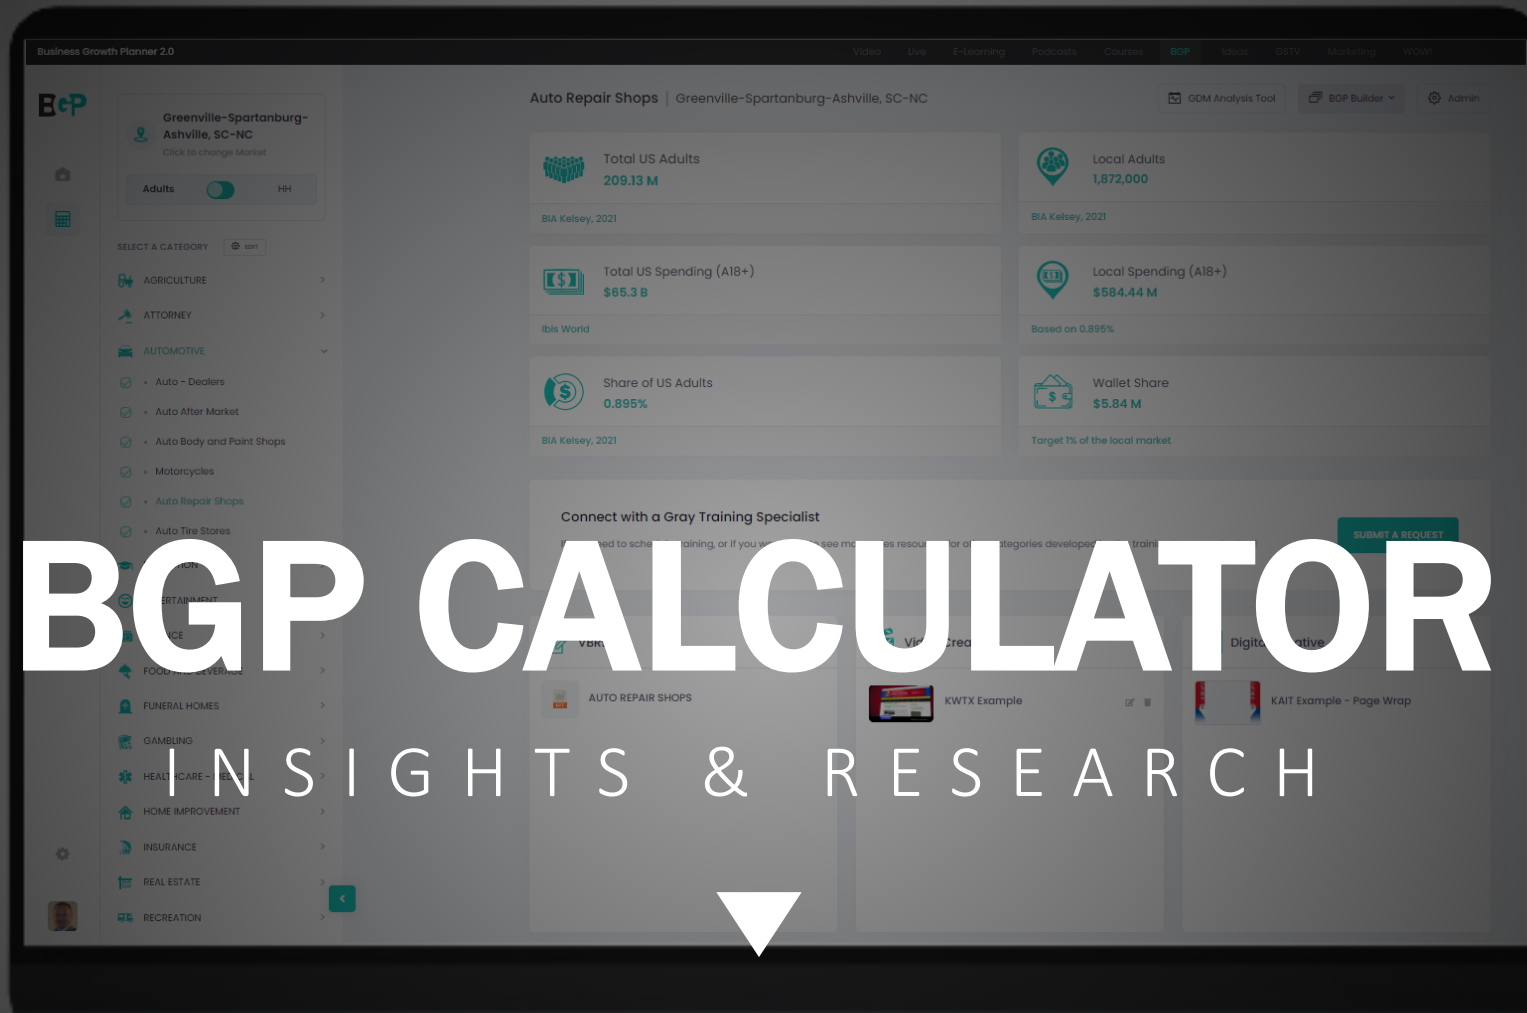 Business Growth Planner 2.0
Video Live E-Learning Podcasts Courses BGP Ideas GSTV Marketing WOW!
BGP
Greenville-Spartanburg-
Ashville, SC-NC
Click to change Market
Adults HH
SELECT A CATEGORY EDIT
AGRICULTURE
ATTORNEY
AUTOMOTIVE
Auto - Dealers
Auto After Market
Auto Body and Paint Shops
Motorcycles
Auto Repair Shops
Auto Tire Stores
FOOD AND BEVERAGE
FUNERAL HOMES
GAMBLING
HEALTHCARE - MEDICAL
HOME IMPROVEMENT
INSURANCE
REAL ESTATE
RECREATION
Auto Repair Shops | Greenville-Spartanburg-Ashville, SC-NC
GDM Analysis Tool BGP Builder Admin
Total US Adults
209.13 M
BIA Kelsey, 2021
Local Adults
1,872,000
BIA Kelsey, 2021
Total US Spending (A18+)
$65.3 B
Ibis World
Local Spending (A18+)
$584.44 M
Based on 0.895%
Share of US Adults
0.895%
BIA Kelsey, 2021
Wallet Share
$5.84 M
Target 1% of the local market
Connect with a Gray Training Specialist
SUBMIT A REQUEST
AUTO REPAIR SHOPS
KWTX Example
KAIT Example - Page Wrap
BGP CALCULATOR
INSIGHTS & RESEARCH